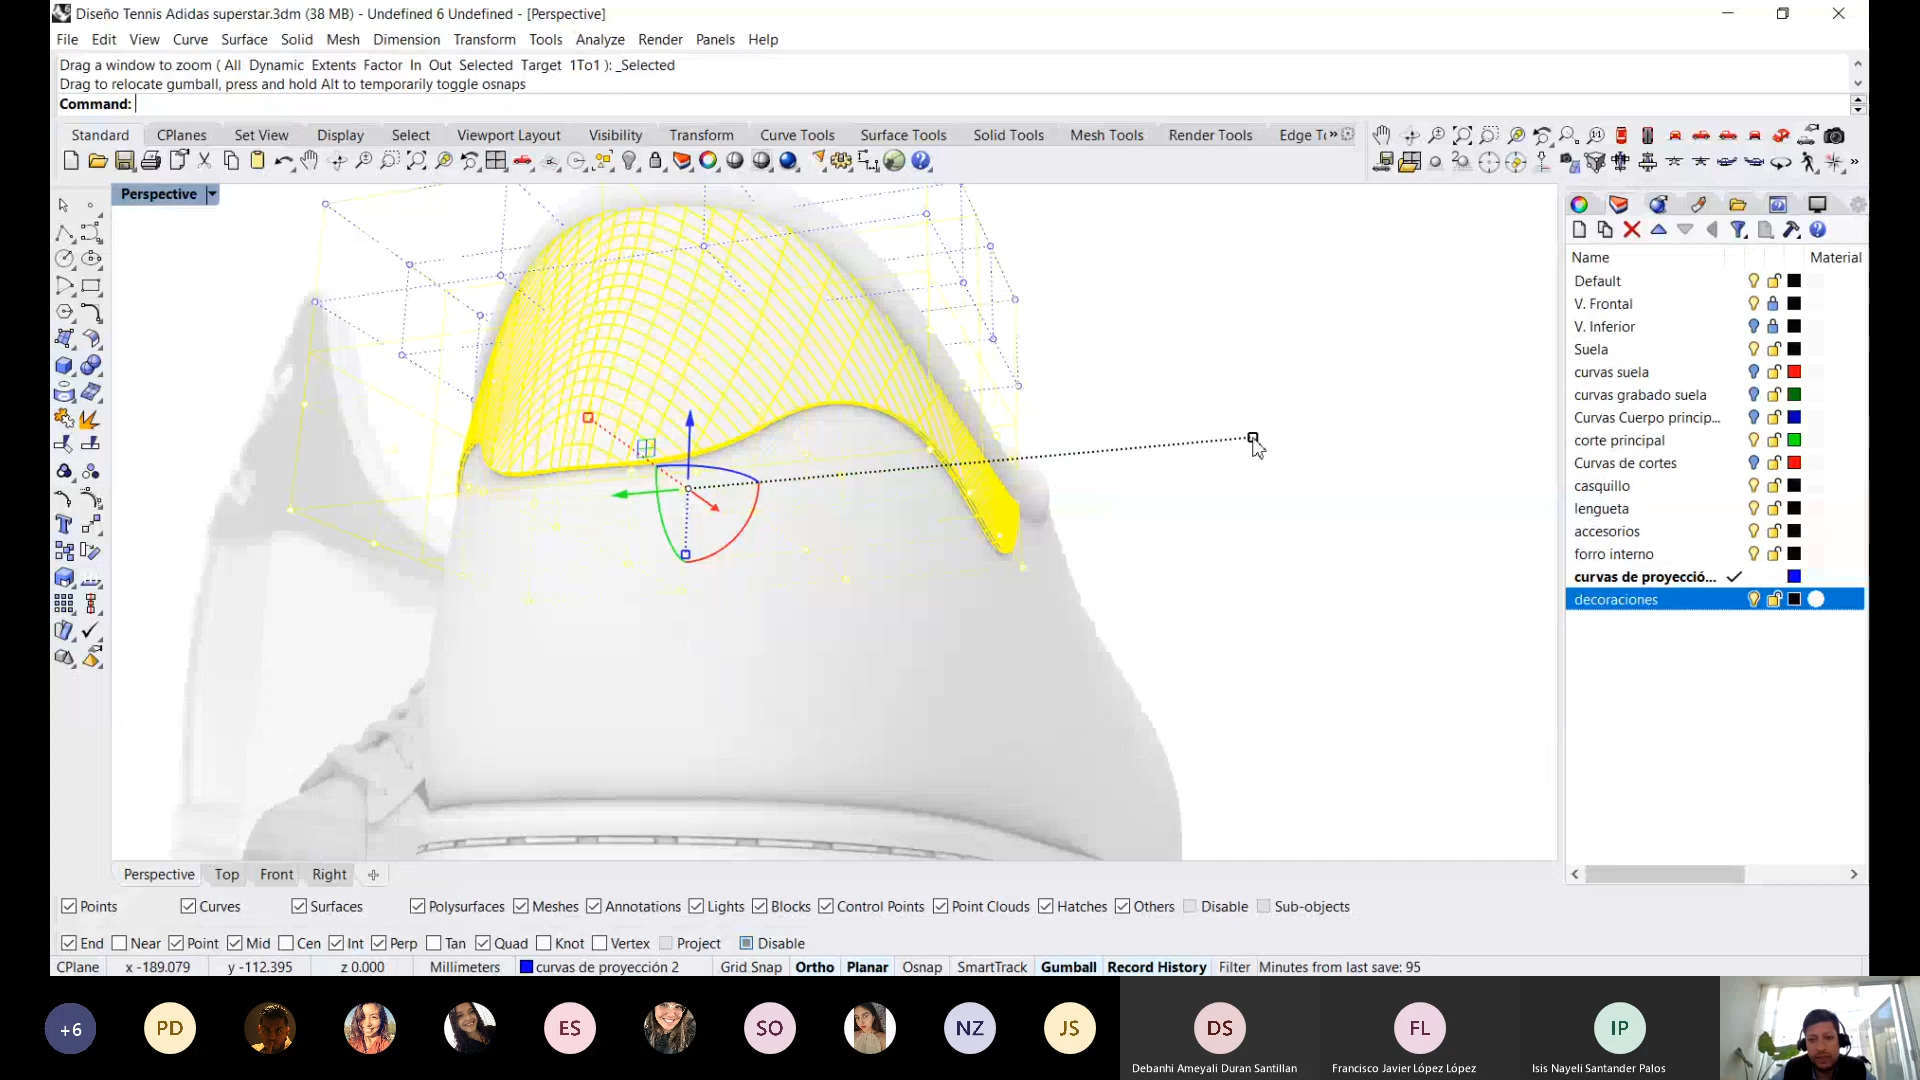 Diseño Tennis Adidas superstar.3dm (38 MB) - Undefined 6 Undefined - [Perspective]
File Edit View Curve Surface Solid Mesh Dimension Transform Tools Analyze Render Panels Help
Drag a window to zoom ( All Dynamic Extents Factor In Out Selected Target 1To1 ): _Selected
Drag to relocate gumball, press and hold Alt to temporarily toggle osnaps
Command:
Standard CPlanes Set View Display Select Viewport Layout Visibility Transform Curve Tools Surface Tools Solid Tools Mesh Tools Render Tools Edge To
Perspective
Name Material
Default
V. Frontal
V. Inferior
Suela
curvas suela
curvas grabado suela
Curvas Cuerpo princip...
corte principal
Curvas de cortes
casquillo
lengueta
accesorios
forro interno
curvas de proyecció...
decoraciones
Perspective Top Front Right
Points Curves Surfaces Polysurfaces Meshes Annotations Lights Blocks Control Points Point Clouds Hatches Others Disable Sub-objects
End Near Point Mid Cen Int Perp Tan Quad Knot Vertex Project Disable
CPlane x -189.079 y -112.395 z 0.000 Millimeters curvas de proyección 2 Grid Snap Ortho Planar Osnap SmartTrack Gumball Record History Filter Minutes from last save: 95
+6 PD ES SO NZ JS DS FL IP
Debanhi Ameyali Duran Santillan Francisco Javier López López Isis Nayeli Santander Palos